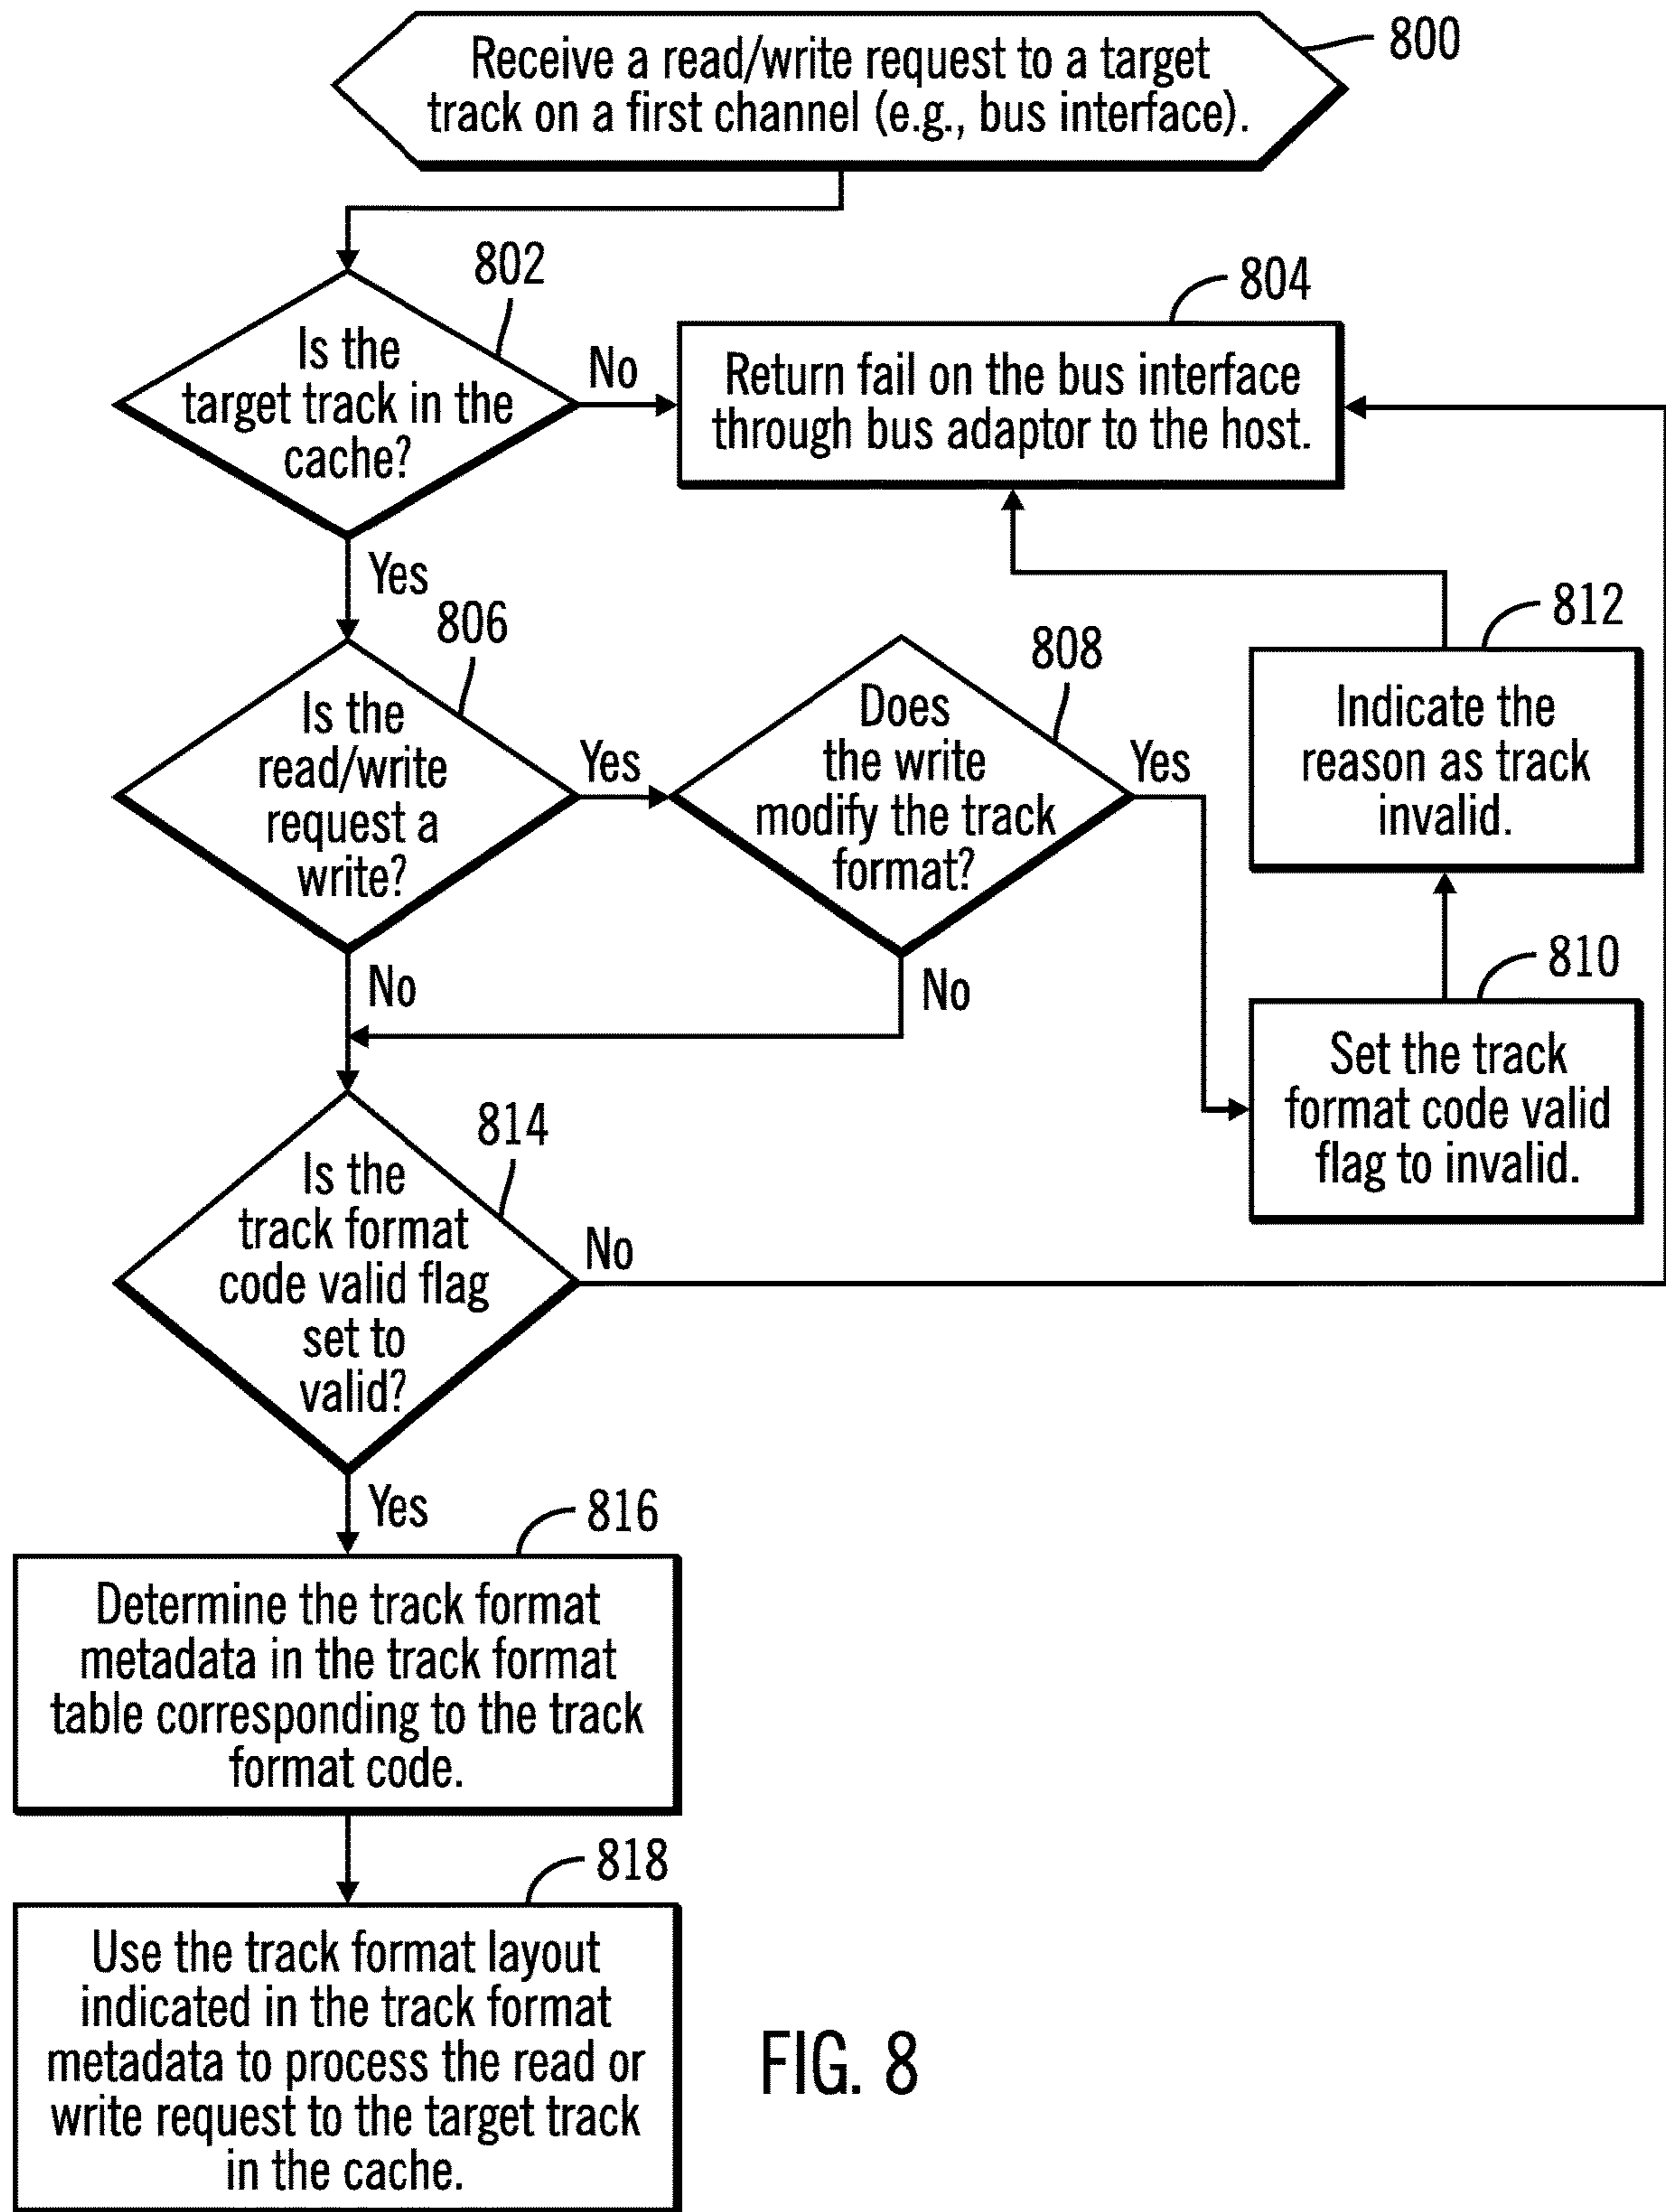 Receive a read/write request to a target
track on a first channel (e.g., bus interface).
800
802
Is the
target track in the
cache?
No
Yes
804
Return fail on the bus interface
through bus adaptor to the host.
806
Is the
read/write
request a
write?
Yes
No
808
Does
the write
modify the track
format?
Yes
No
812
Indicate the
reason as track
invalid.
810
Set the track
format code valid
flag to invalid.
814
Is the
track format
code valid flag
set to
valid?
No
Yes
816
Determine the track format
metadata in the track format
table corresponding to the track
format code.
818
Use the track format layout
indicated in the track format
metadata to process the read or
write request to the target track
in the cache.
FIG. 8